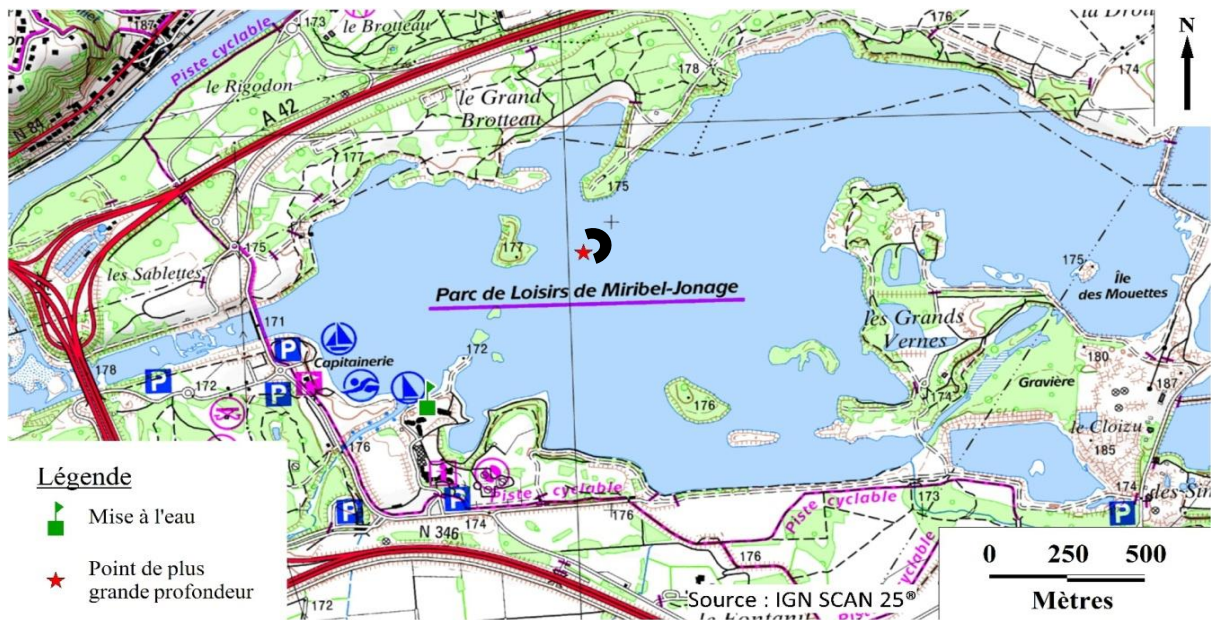 173
le Brotteau
176
187
N
Piste cyclable
le Rigodon
A 42
le Grand
Brotteau
178
174
N 84
177
175
175
177
les Sablettes
Parc de Loisirs de Miribel-Jonage
175
Île
des Mouettes
171
les Grands
Vernes
178
P
Capitainerie
172
180
Gravière
187
P
172
P
174
176
le Cloizu
185
176
Légende
Mise à l'eau
Point de plus
grande profondeur
P
P
Piste cyclable
174
N 346
176
Piste cyclable
173
174
P
176
cyclable
172
0 250 500
Mètres
Source : IGN SCAN 25®